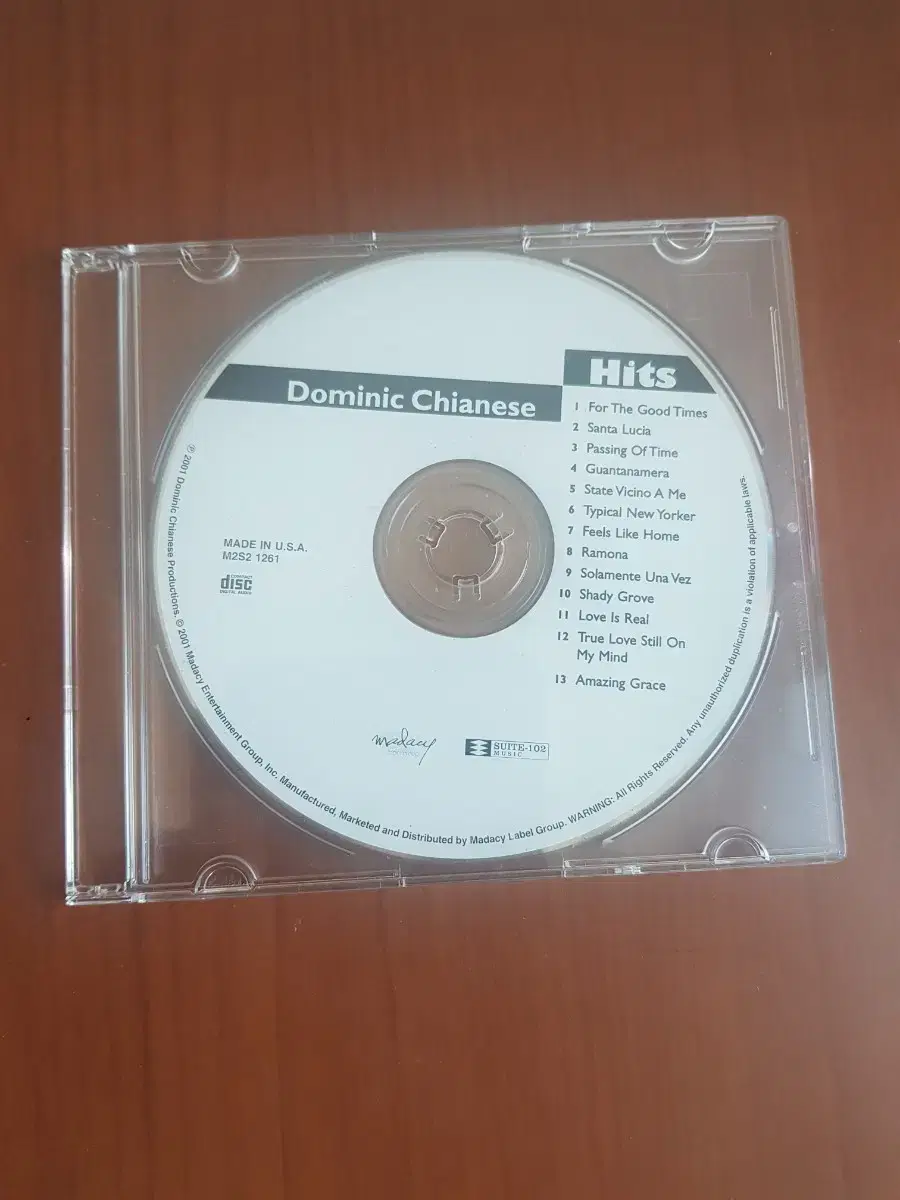 Dominic Chianese
Hits
1 For The Good Times
2 Santa Lucia
3 Passing Of Time
4 Guantanamera
5 State Vicino A Me
6 Typical New Yorker
7 Feels Like Home
8 Ramona
9 Solamente Una Vez
10 Shady Grove
11 Love Is Real
12 True Love Still On
My Mind
13 Amazing Grace
MADE IN U.S.A.
M2S2 1261
COMPACT
disc
DIGITAL AUDIO
madacy
SUITE-102
MUSIC
℗ 2001 Dominic Chianese Productions. © 2001 Madacy Entertainment Group, Inc. Manufactured, Marketed and Distributed by Madacy Label Group. WARNING: All Rights Reserved. Any unauthorized duplication is a violation of applicable laws.